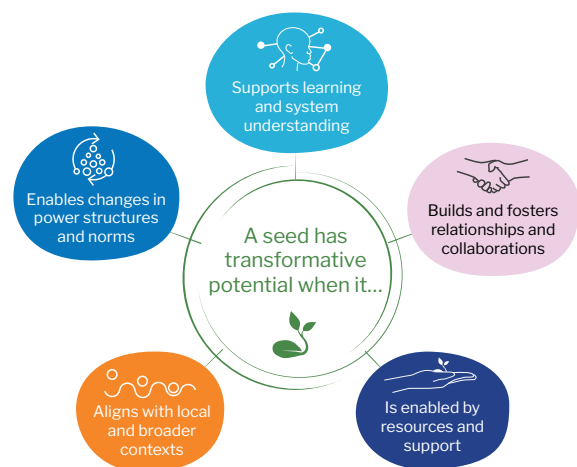 Supports learning
and system
understanding
Enables changes in
power structures
and norms
Builds and fosters
relationships and
collaborations
A seed has
transformative
potential when it...
Aligns with local
and broader
contexts
Is enabled by
resources and
support